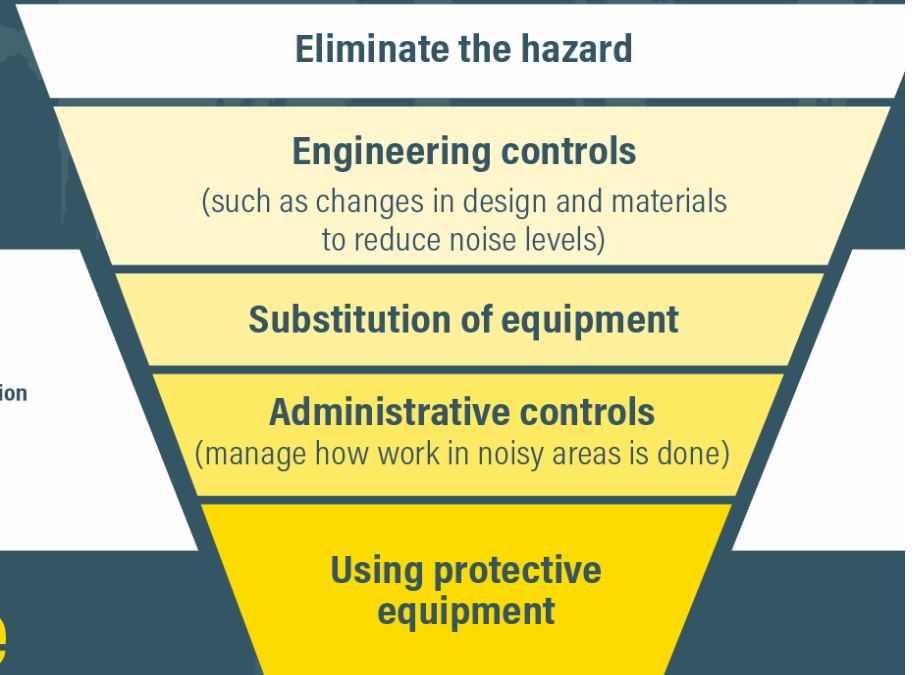 Eliminate the hazard
Engineering controls
(such as changes in design and materials
to reduce noise levels)
Substitution of equipment
ion
Administrative controls
(manage how work in noisy areas is done)
Using protective
equipment
e